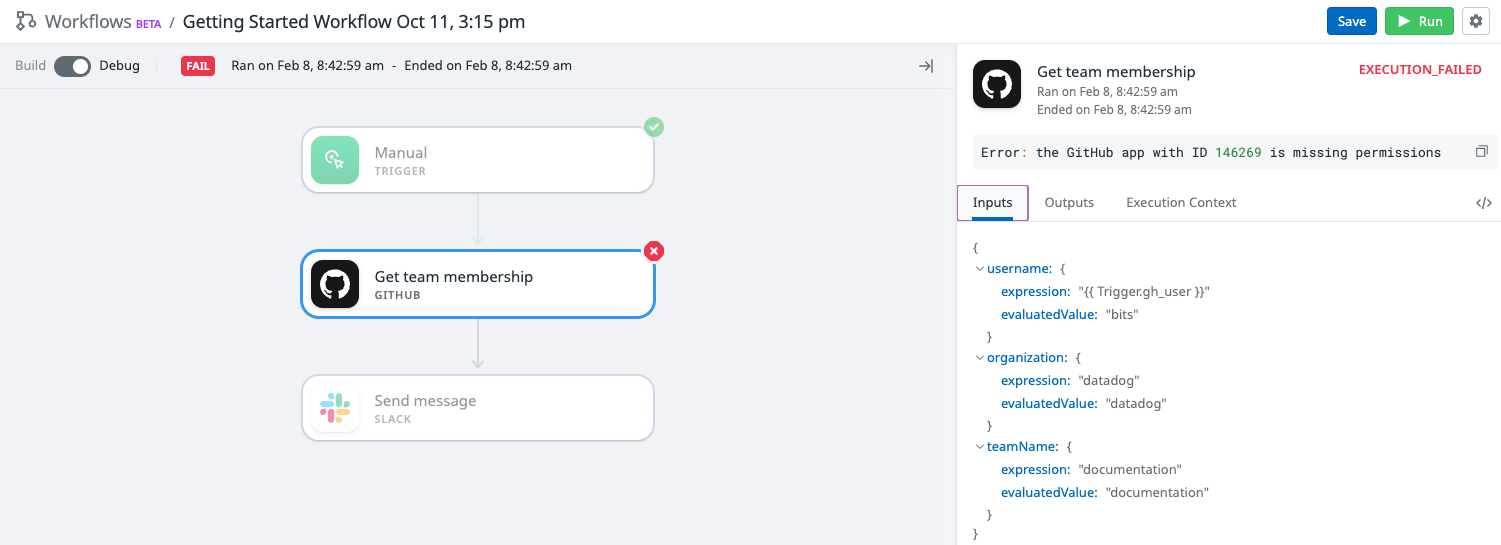 Workflows BETA / Getting Started Workflow Oct 11, 3:15 pm
Save
Run
Build
Debug
FAIL
Ran on Feb 8, 8:42:59 am - Ended on Feb 8, 8:42:59 am
Manual
TRIGGER
Get team membership
GITHUB
Send message
SLACK
Get team membership
EXECUTION_FAILED
Ran on Feb 8, 8:42:59 am
Ended on Feb 8, 8:42:59 am
Error: the GitHub app with ID 146269 is missing permissions
Inputs
Outputs
Execution Context
</>
{
username: {
expression: "{{ Trigger.gh_user }}"
evaluatedValue: "bits"
}
organization: {
expression: "datadog"
evaluatedValue: "datadog"
}
teamName: {
expression: "documentation"
evaluatedValue: "documentation"
}
}